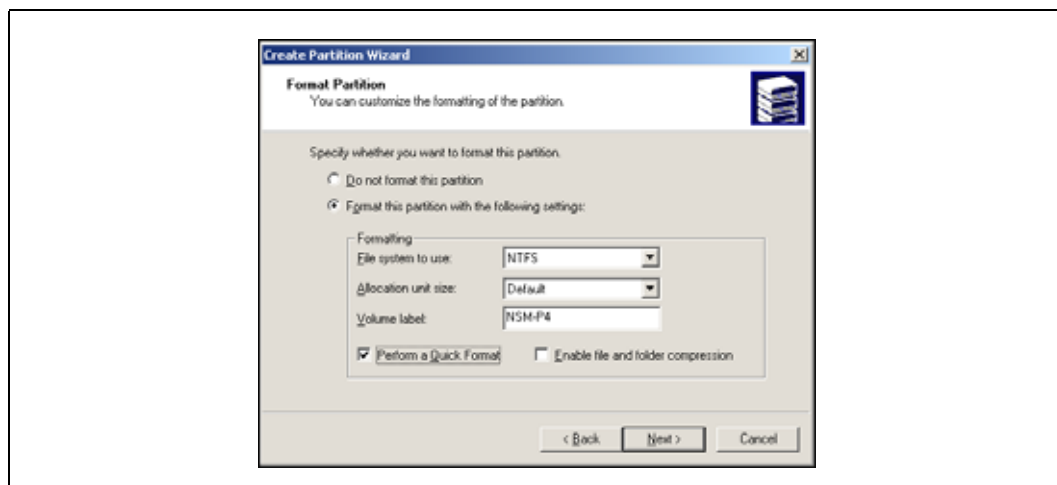 Create Partition Wizard
Format Partition
You can customize the formatting of the partition.
Specify whether you want to format this partition.
Do not format this partition
Format this partition with the following settings:
Formatting
File system to use: NTFS
Allocation unit size: Default
Volume label: NSM-P4
Perform a Quick Format Enable file and folder compression
< Back Next > Cancel